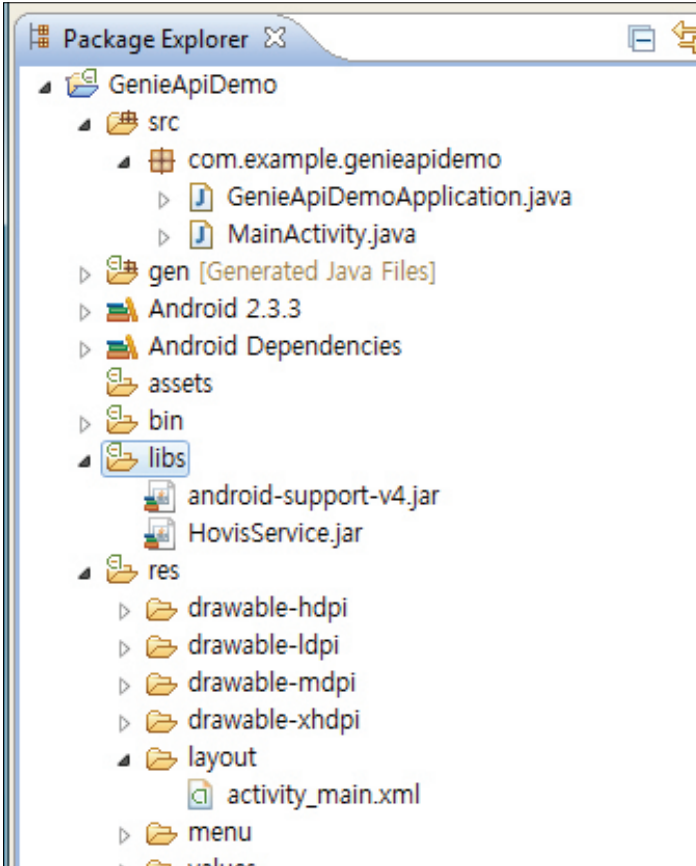 Package Explorer
GenieApiDemo
src
com.example.genieapidemo
GenieApiDemoApplication.java
MainActivity.java
gen [Generated Java Files]
Android 2.3.3
Android Dependencies
assets
bin
libs
android-support-v4.jar
HovisService.jar
res
drawable-hdpi
drawable-ldpi
drawable-mdpi
drawable-xhdpi
layout
activity_main.xml
menu